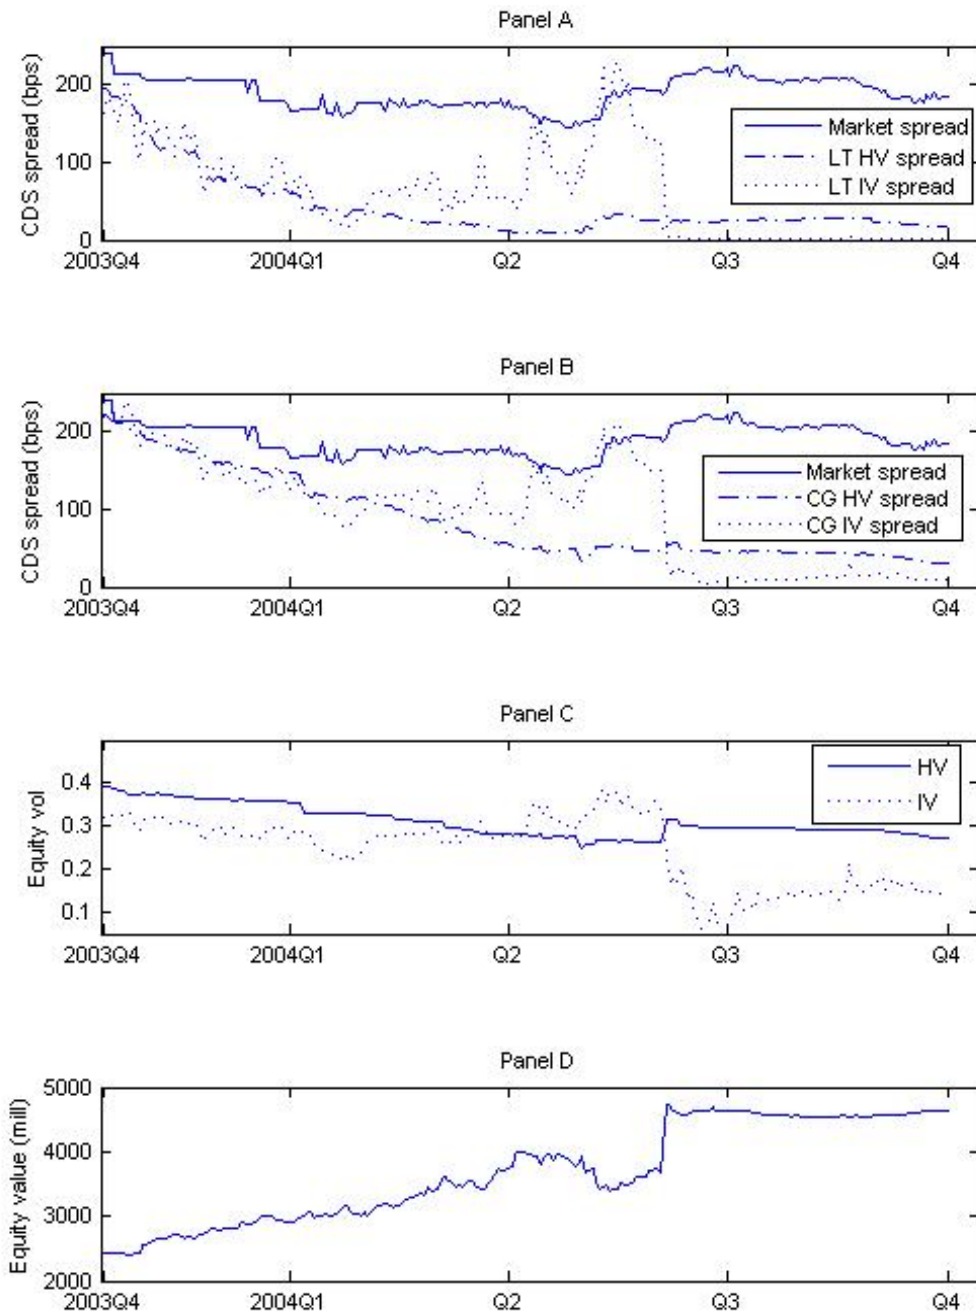 Panel A
CDS spread (bps)
200
100
0
Market spread
LT HV spread
LT IV spread
2003Q4 2004Q1 Q2 Q3 Q4
Panel B
CDS spread (bps)
200
100
0
Market spread
CG HV spread
CG IV spread
2003Q4 2004Q1 Q2 Q3 Q4
Panel C
Equity vol
0.4
0.3
0.2
0.1
HV
IV
2003Q4 2004Q1 Q2 Q3 Q4
Panel D
Equity value (mill)
5000
4000
3000
2000
2003Q4 2004Q1 Q2 Q3 Q4